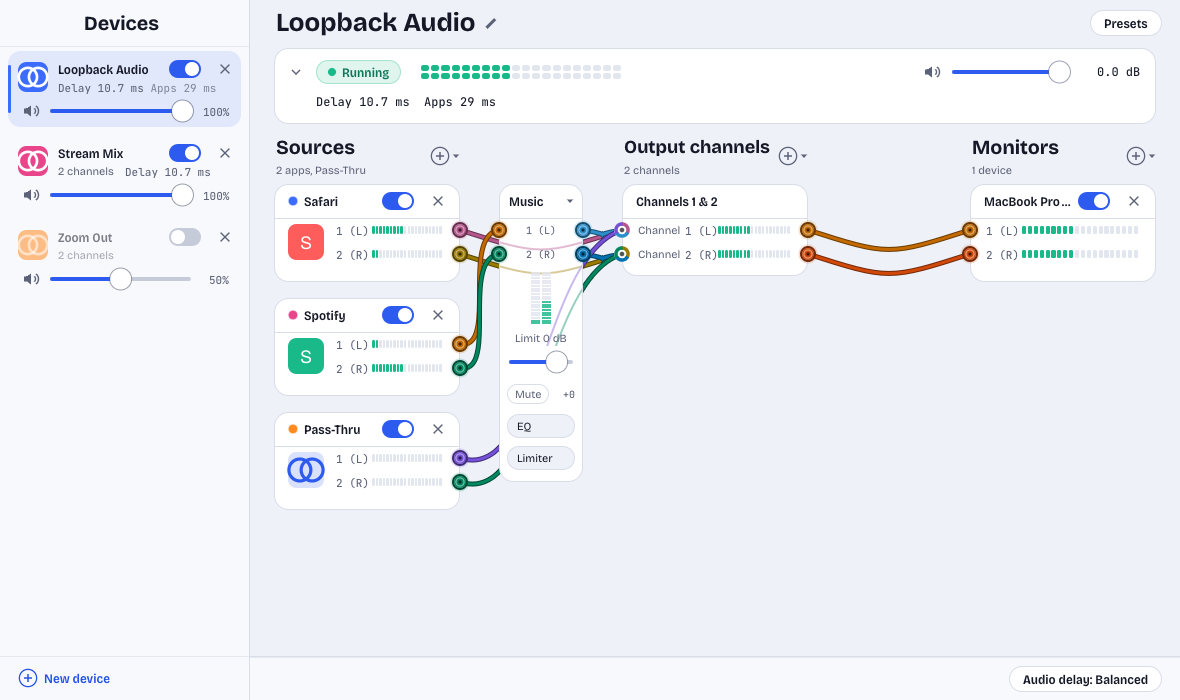 Devices
Loopback Audio
Delay 10.7 ms Apps 29 ms
100%
Stream Mix
2 channels Delay 10.7 ms
100%
Zoom Out
2 channels
50%
New device
Loopback Audio
Presets
Running
0.0 dB
Delay 10.7 ms Apps 29 ms
Sources
2 apps, Pass-Thru
Output channels
2 channels
Monitors
1 device
Safari
S
1 (L)
2 (R)
Spotify
S
1 (L)
2 (R)
Pass-Thru
1 (L)
2 (R)
Music
1 (L)
2 (R)
Limit 0 dB
Mute +0
EQ
Limiter
Channels 1 & 2
Channel 1 (L)
Channel 2 (R)
MacBook Pro...
1 (L)
2 (R)
Audio delay: Balanced